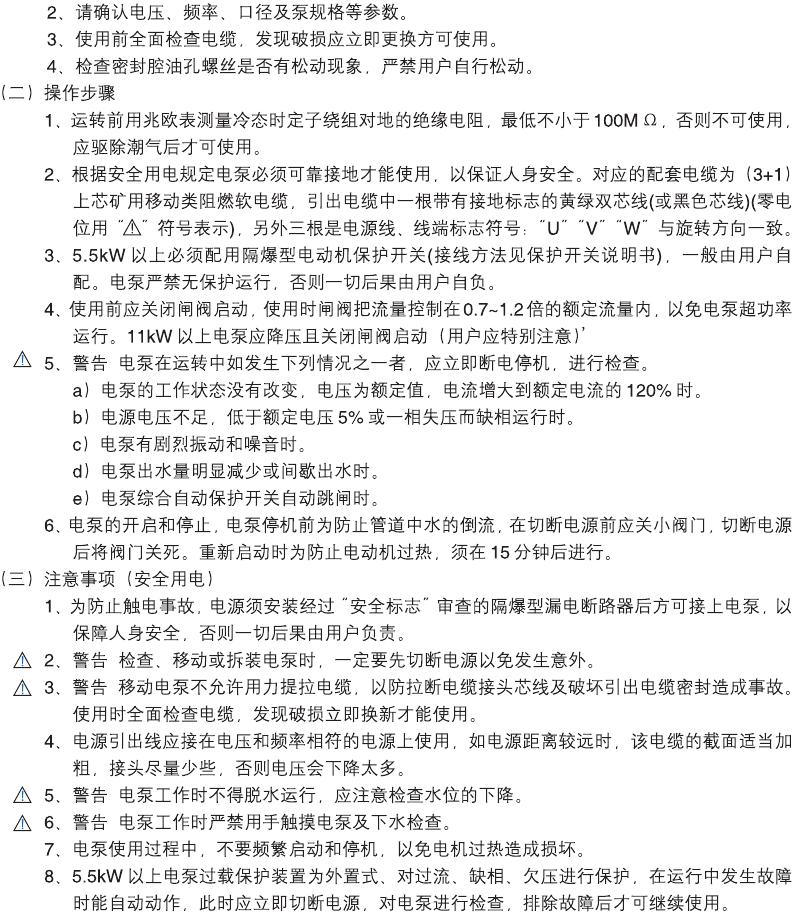 2、请确认电压、频率、口径及泵规格等参数。
3、使用前全面检查电缆，发现破损应立即更换方可使用。
4、检查密封腔油孔螺丝是否有松动现象，严禁用户自行松动。
（二）操作步骤
1、运转前用兆欧表测量冷态时定子绕组对地的绝缘电阻，最低不小于100MΩ，否则不可使用，
应驱除潮气后才可使用。
2、根据安全用电规定电泵必须可靠接地才能使用，以保证人身安全。对应的配套电缆为（3+1）
上芯矿用移动类阻燃软电缆，引出电缆中一根带有接地标志的黄绿双芯线(或黑色芯线)(零电
位用“⚠”符号表示)，另外三根是电源线、线端标志符号：“U”“V”“W”与旋转方向一致。
3、5.5kW以上必须配用隔爆型电动机保护开关(接线方法见保护开关说明书)，一般由用户自
配。电泵严禁无保护运行，否则一切后果由用户自负。
4、使用前应关闭闸阀启动，使用时闸阀把流量控制在0.7~1.2倍的额定流量内，以免电泵超功率
运行。11kW以上电泵应降压且关闭闸阀启动（用户应特别注意）’
⚠ 5、警告 电泵在运转中如发生下列情况之一者，应立即断电停机，进行检查。
a）电泵的工作状态没有改变，电压为额定值，电流增大到额定电流的120%时。
b）电源电压不足，低于额定电压5%或一相失压而缺相运行时。
c）电泵有剧烈振动和噪音时。
d）电泵出水量明显减少或间歇出水时。
e）电泵综合自动保护开关自动跳闸时。
6、电泵的开启和停止，电泵停机前为防止管道中水的倒流，在切断电源前应关小阀门，切断电源
后将阀门关死。重新启动时为防止电动机过热，须在15分钟后进行。
（三）注意事项（安全用电）
1、为防止触电事故，电源须安装经过“安全标志”审查的隔爆型漏电断路器后方可接上电泵，以
保障人身安全，否则一切后果由用户负责。
⚠ 2、警告 检查、移动或拆装电泵时，一定要先切断电源以免发生意外。
⚠ 3、警告 移动电泵不允许用力提拉电缆，以防拉断电缆接头芯线及破坏引出电缆密封造成事故。
使用时全面检查电缆，发现破损立即换新才能使用。
4、电源引出线应接在电压和频率相符的电源上使用，如电源距离较远时，该电缆的截面适当加
粗，接头尽量少些，否则电压会下降太多。
⚠ 5、警告 电泵工作时不得脱水运行，应注意检查水位的下降。
⚠ 6、警告 电泵工作时严禁用手触摸电泵及下水检查。
7、电泵使用过程中，不要频繁启动和停机，以免电机过热造成损坏。
8、5.5kW以上电泵过载保护装置为外置式、对过流、缺相、欠压进行保护，在运行中发生故障
时能自动动作，此时应立即切断电源，对电泵进行检查，排除故障后才可继续使用。